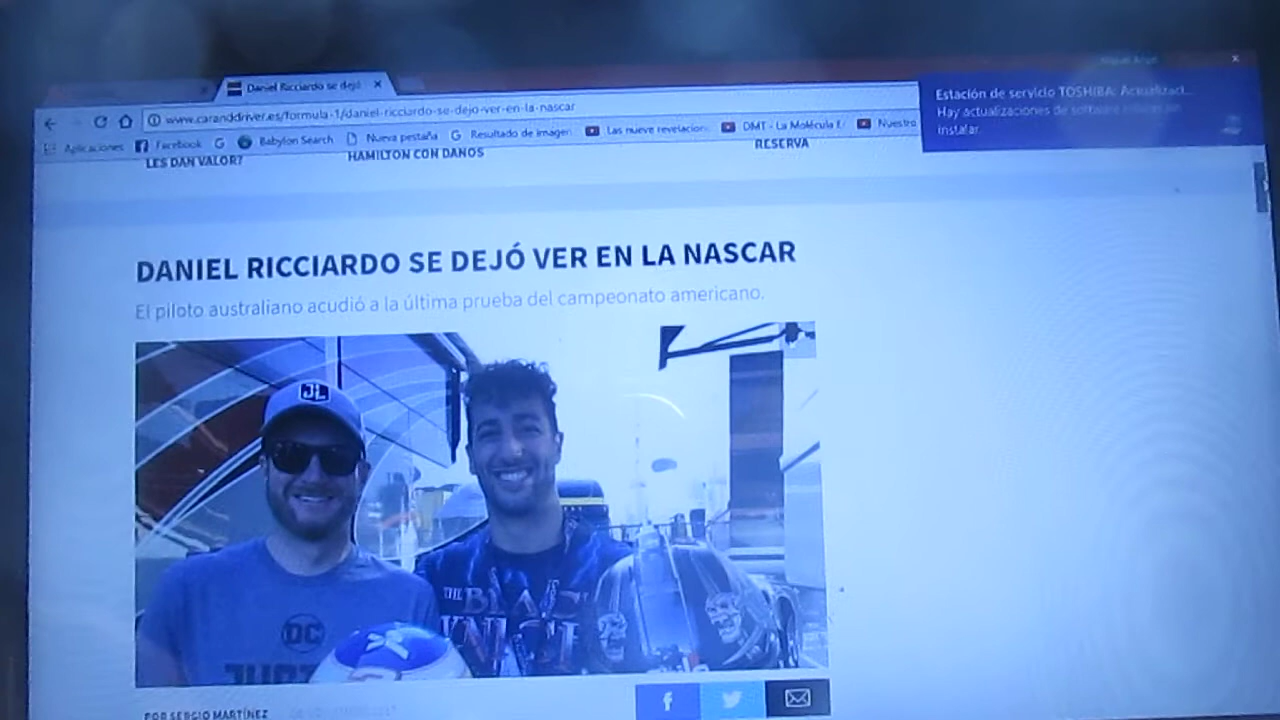 Daniel Ricciardo se dejó
www.caranddriver.es/formula-1/daniel-ricciardo-se-dejo-ver-en-la-nascar
Estación de servicio TOSHIBA: Actualizaci...
Hay actualizaciones de software
instalar.
Aplicaciones Facebook G Babylon Search Nueva pestaña G Resultado de imagen Las nueve revelacion DMT - La Molécula Nuestro
LES DAN VALOR? HAMILTON CON DAÑOS RESERVA
DANIEL RICCIARDO SE DEJÓ VER EN LA NASCAR
El piloto australiano acudió a la última prueba del campeonato americano.
JL
DC
JUST
THE BLACK
POR SERGIO MARTÍNEZ